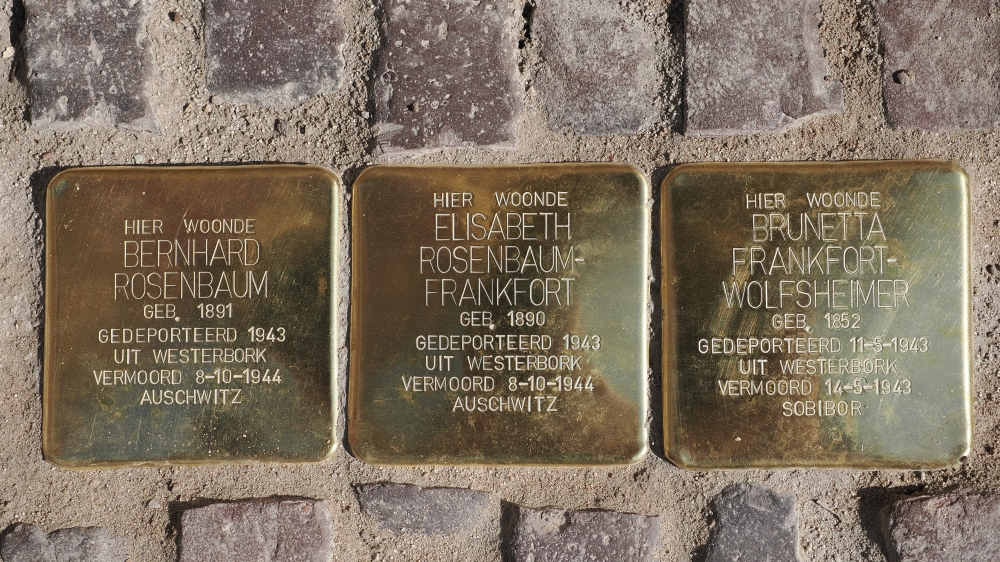 HIER WOONDE
BERNHARD
ROSENBAUM
GEB. 1891
GEDEPORTEERD 1943
UIT WESTERBORK
VERMOORD 8-10-1944
AUSCHWITZ
HIER WOONDE
ELISABETH
ROSENBAUM-
FRANKFORT
GEB. 1890
GEDEPORTEERD 1943
UIT WESTERBORK
VERMOORD 8-10-1944
AUSCHWITZ
HIER WOONDE
BRUNETTA
FRANKFORT-
WOLFSHEIMER
GEB. 1852
GEDEPORTEERD 11-5-1943
UIT WESTERBORK
VERMOORD 14-5-1943
SOBIBOR